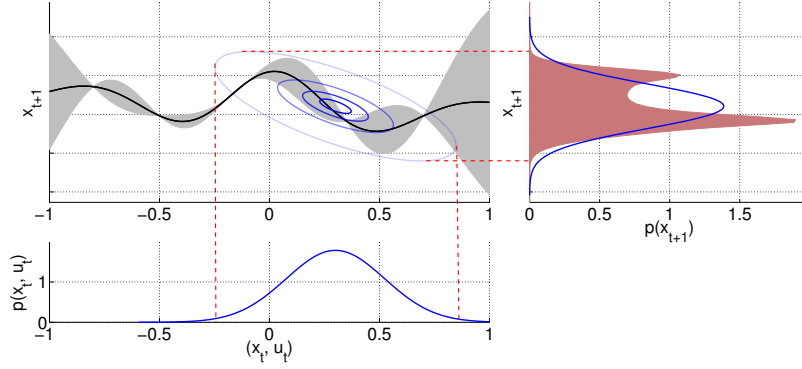 x_{t+1}
−1 −0.5 0 0.5 1
x_{t+1}
0 0.5 1 1.5
p(x_{t+1})
p(x_t, u_t)
1
0
−1 −0.5 0 0.5 1
(x_t, u_t)